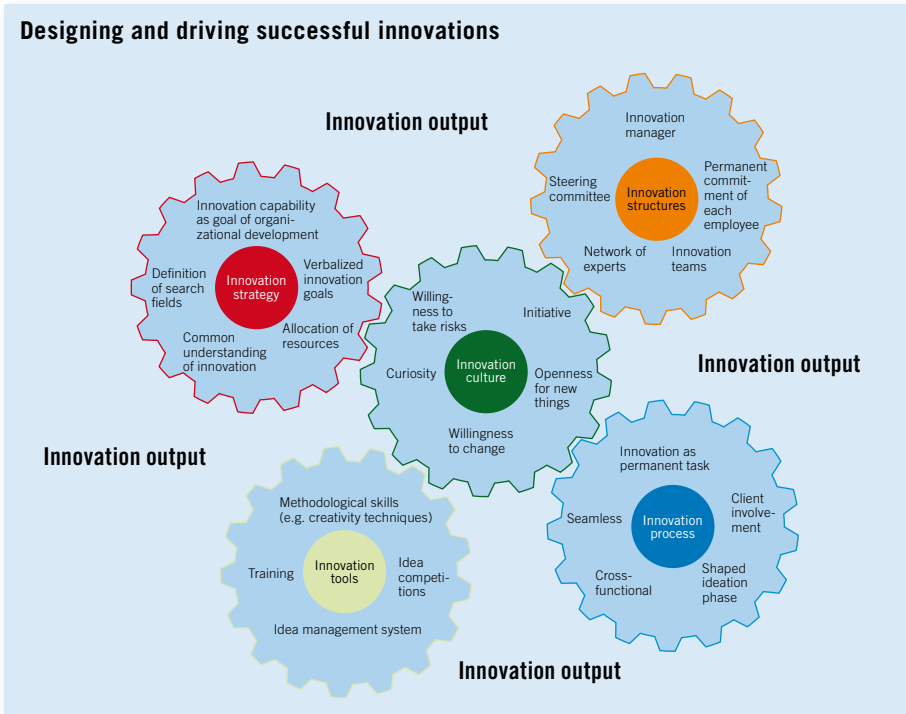 Designing and driving successful innovations
Innovation output
Innovation
manager
Steering
committee
Innovation
structures
Permanent
commit-
ment of
each
employee
Network of
experts
Innovation
teams
Innovation capability
as goal of organi-
zational development
Definition
of search
fields
Innovation
strategy
Verbalized
innovation
goals
Common
understanding
of innovation
Allocation of
resources
Willing-
ness to
take risks
Initiative
Curiosity
Innovation
culture
Openness
for new
things
Willingness
to change
Innovation output
Innovation output
Methodological skills
(e.g. creativity techniques)
Training
Innovation
tools
Idea
competi-
tions
Idea management system
Innovation as
permanent task
Seamless
Innovation
process
Client
involve-
ment
Cross-
functional
Shaped
ideation
phase
Innovation output